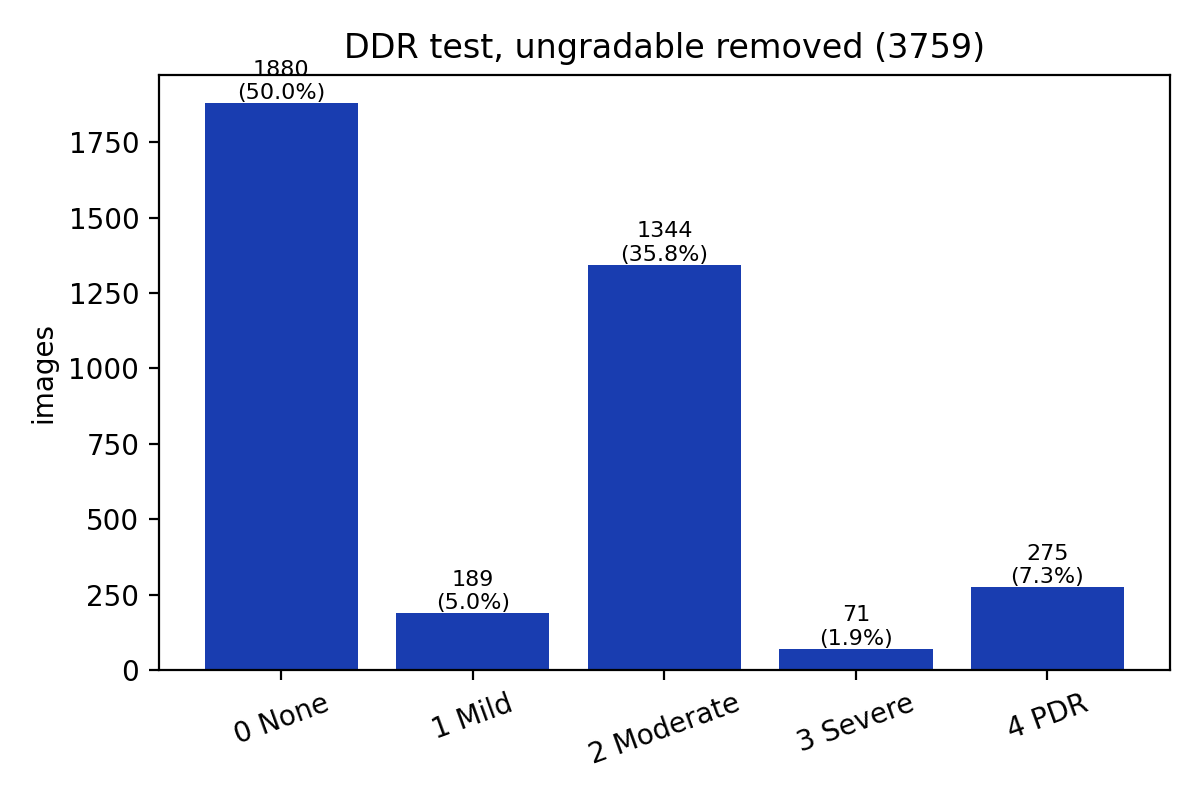 DDR test, ungradable removed (3759)
1880
(50.0%)
1344
(35.8%)
189
(5.0%)
71
(1.9%)
275
(7.3%)
images
1750
1500
1250
1000
750
500
250
0
0 None
1 Mild
2 Moderate
3 Severe
4 PDR